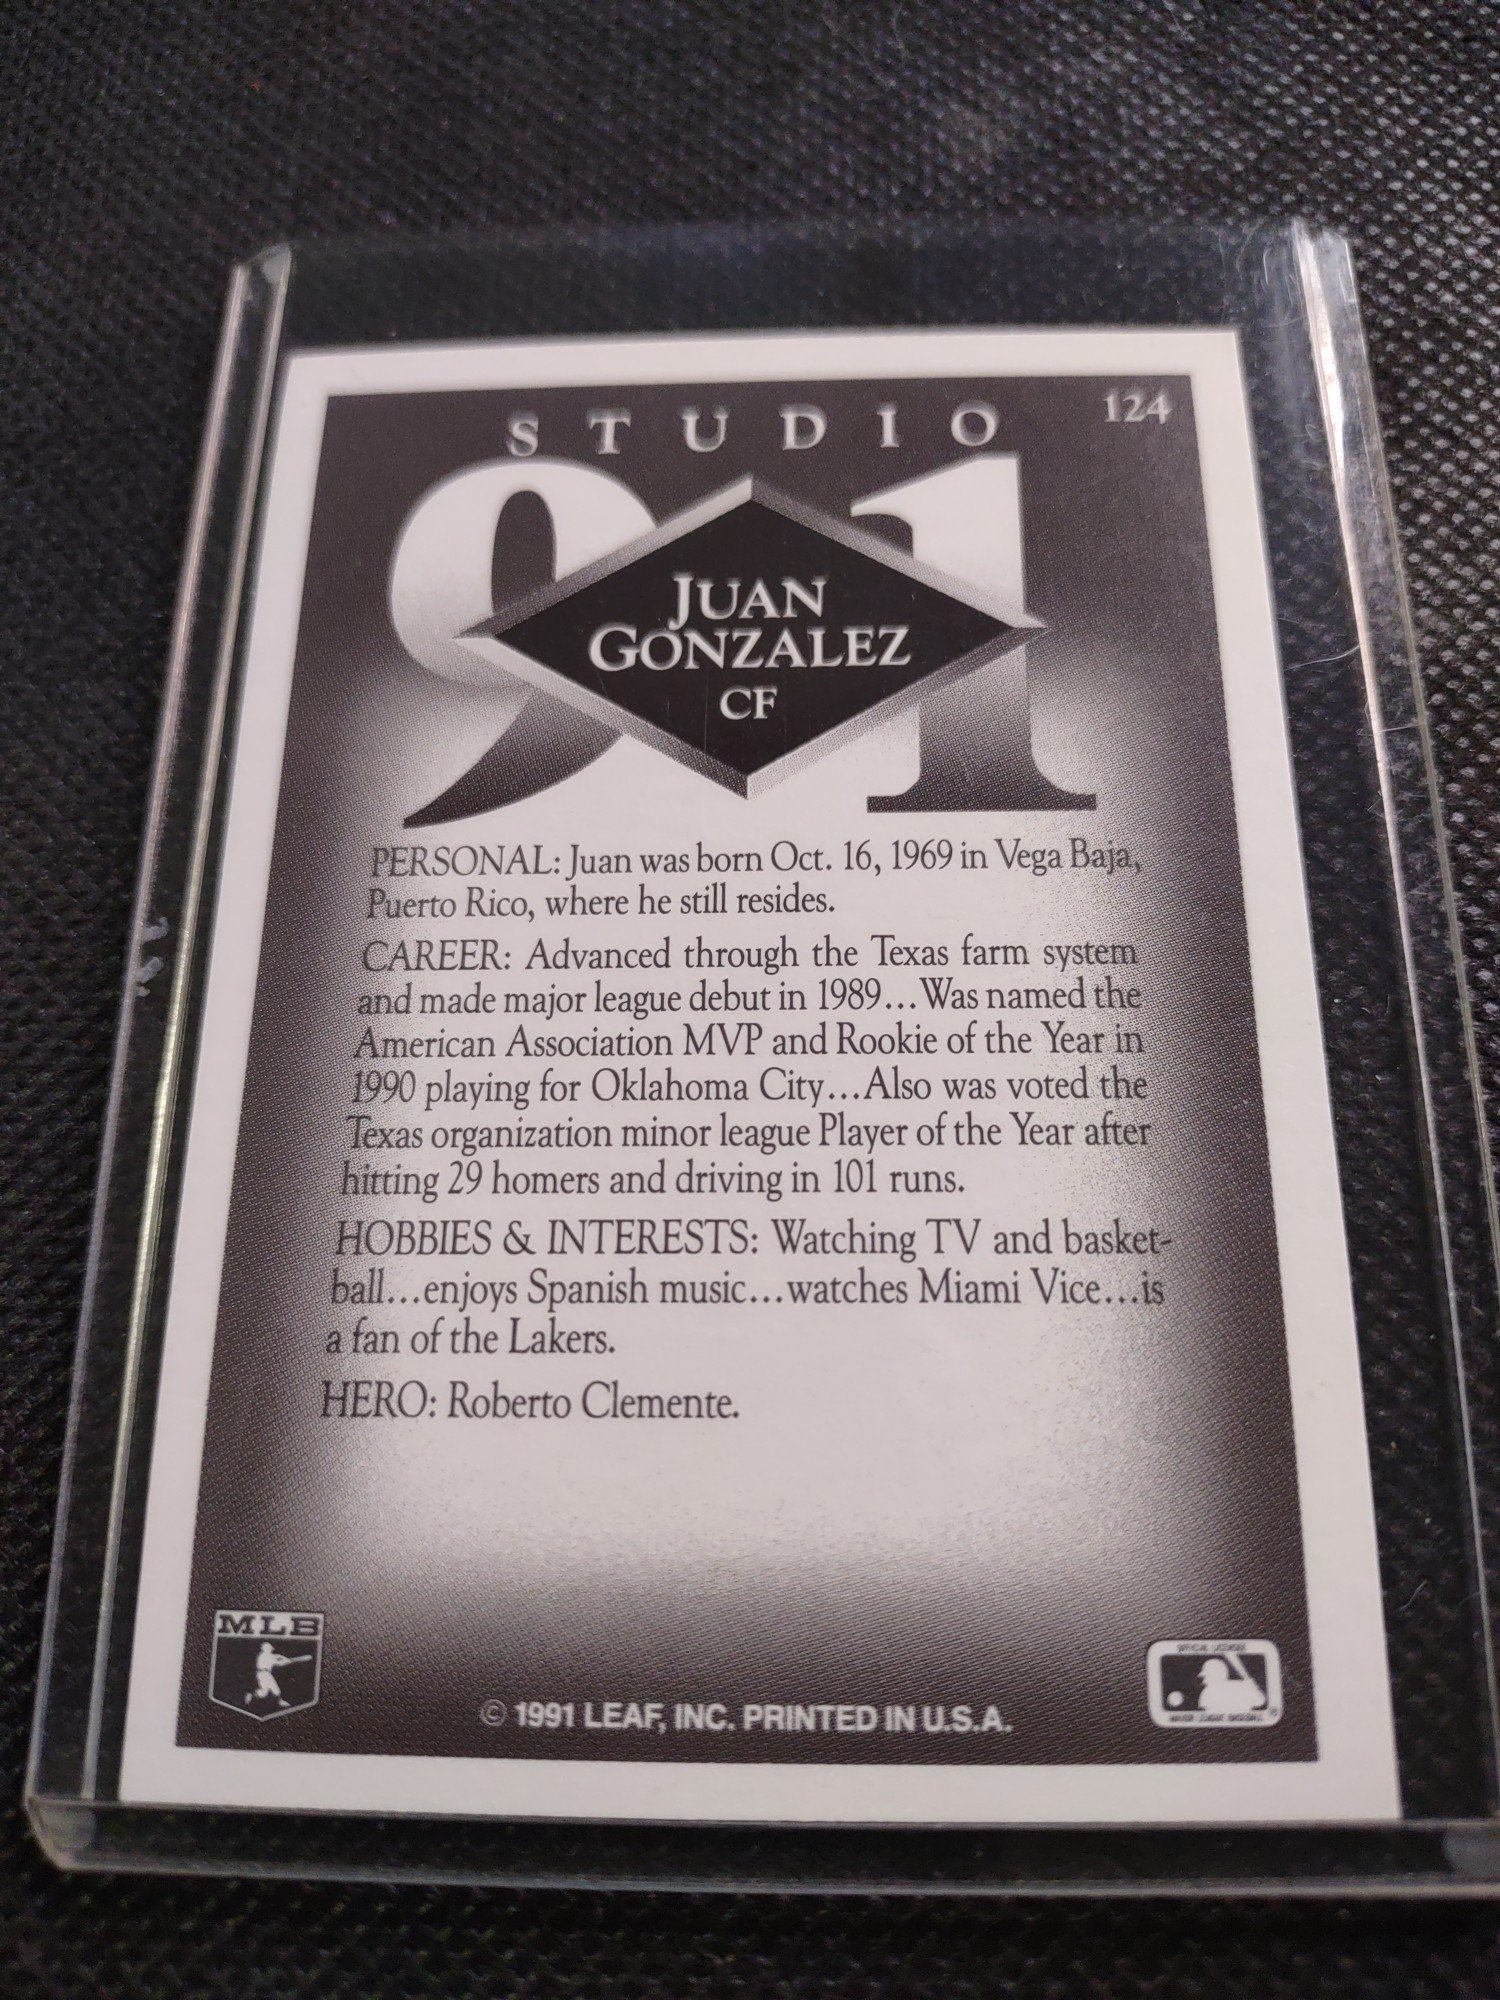 STUDIO 124
91
JUAN
GONZALEZ
CF
PERSONAL: Juan was born Oct. 16, 1969 in Vega Baja,
Puerto Rico, where he still resides.
CAREER: Advanced through the Texas farm system
and made major league debut in 1989...Was named the
American Association MVP and Rookie of the Year in
1990 playing for Oklahoma City...Also was voted the
Texas organization minor league Player of the Year after
hitting 29 homers and driving in 101 runs.
HOBBIES & INTERESTS: Watching TV and basket-
ball...enjoys Spanish music...watches Miami Vice...is
a fan of the Lakers.
HERO: Roberto Clemente.
MLB
© 1991 LEAF, INC. PRINTED IN U.S.A.